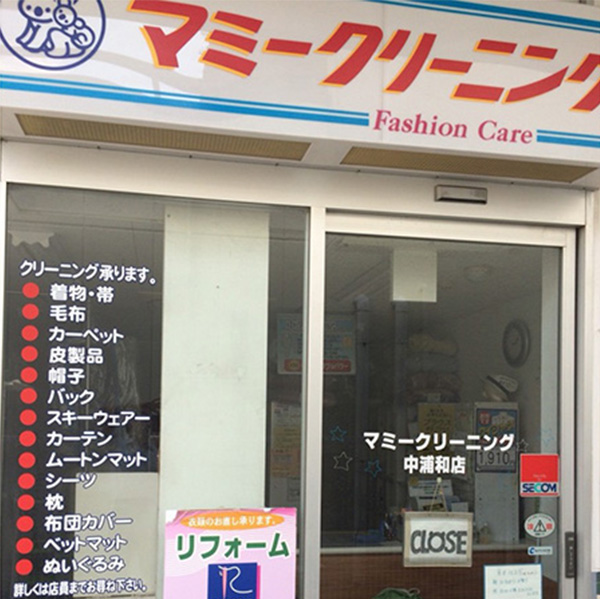 マミークリーニング
Fashion Care
クリーニング承ります。
着物・帯
毛布
カーペット
皮製品
帽子
バック
スキーウェアー
カーテン
ムートンマット
シーツ
枕
布団カバー
ベットマット
ぬいぐるみ
詳しくは店員までお尋ね下さい。
衣類のお直し承ります。
リフォーム
マミークリーニング
中浦和店
CLOSE
SECOM